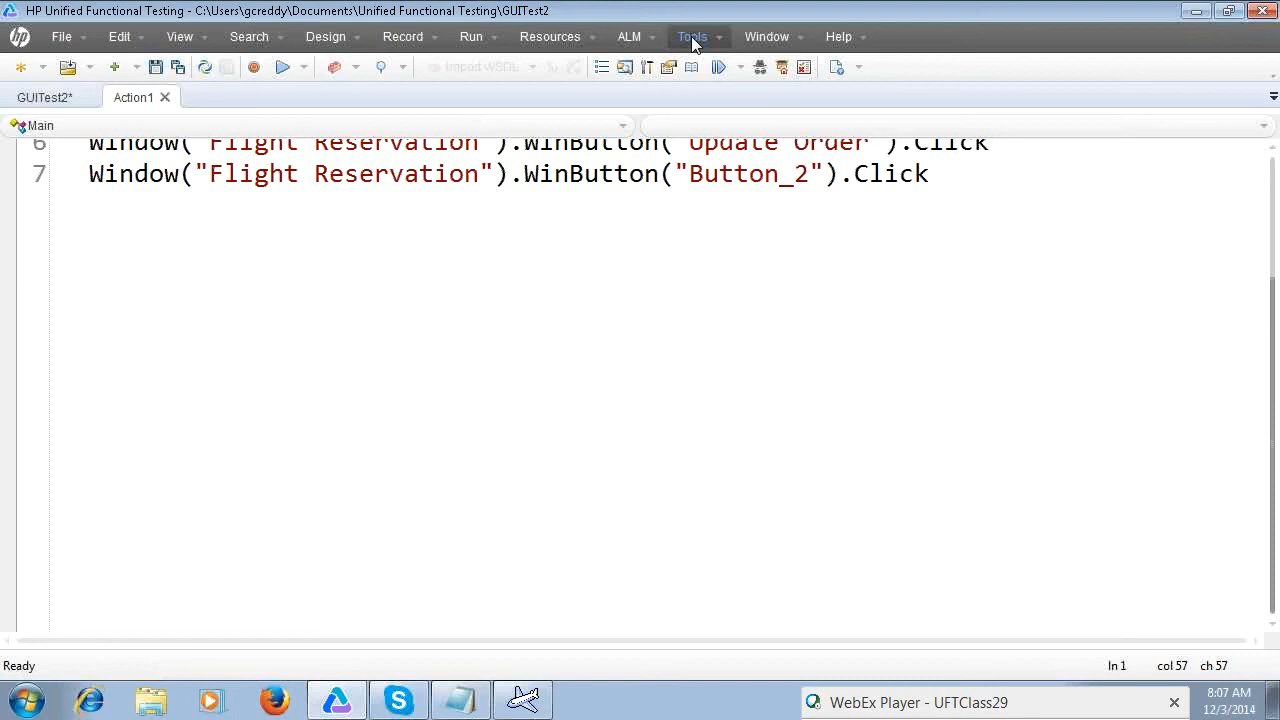 HP Unified Functional Testing - C:\Users\gcreddy\Documents\Unified Functional Testing\GUITest2
hp File Edit View Search Design Record Run Resources ALM Tools Window Help
Import WSDL
GUITest2* Action1
Main
6 Window("Flight Reservation").WinButton("Update Order").Click
7 Window("Flight Reservation").WinButton("Button_2").Click
Ready ln 1 col 57 ch 57
WebEx Player - UFTClass29
8:07 AM
12/3/2014